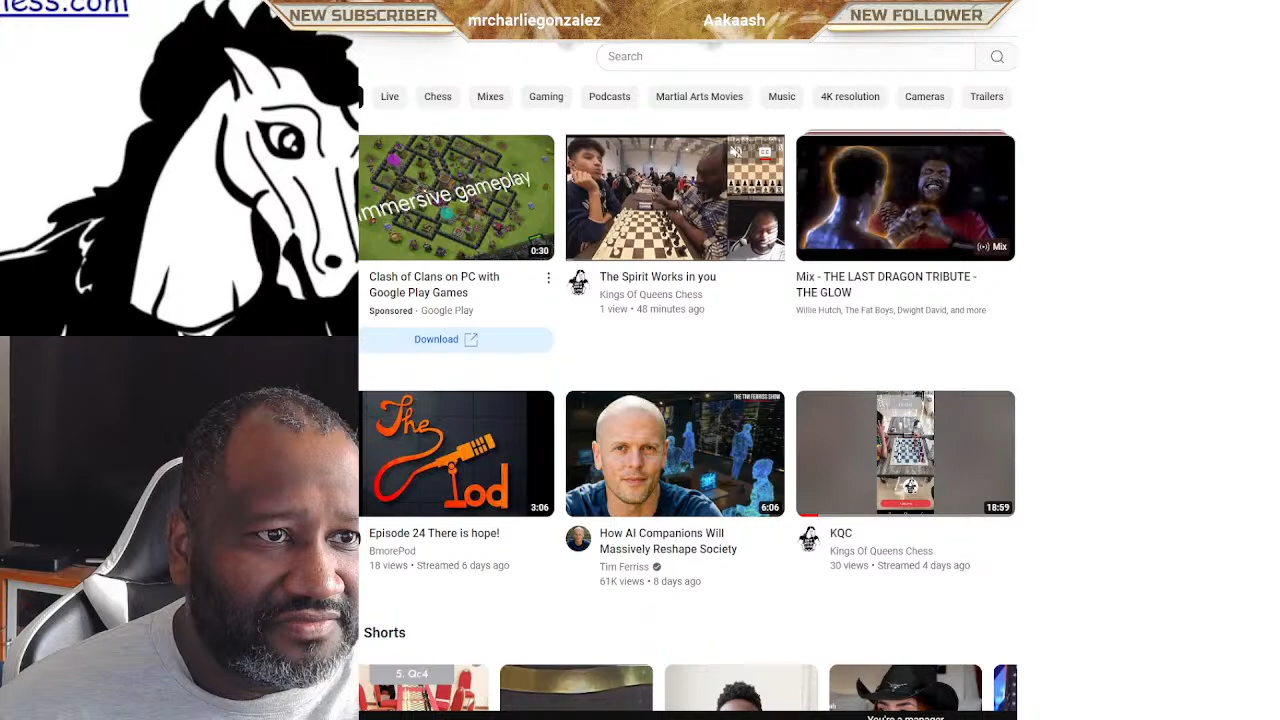 less.com
NEW SUBSCRIBER
mrcharliegonzalez
Aakaash
NEW FOLLOWER
Search
Live
Chess
Mixes
Gaming
Podcasts
Martial Arts Movies
Music
4K resolution
Cameras
Trailers
immersive gameplay
0:30
Mix
Clash of Clans on PC with
Google Play Games
Sponsored · Google Play
Download
The Spirit Works in you
Kings Of Queens Chess
1 view • 48 minutes ago
Mix - THE LAST DRAGON TRIBUTE -
THE GLOW
Willie Hutch, The Fat Boys, Dwight David, and more
The
Pod
3:06
THE TIM FERRISS SHOW
6:06
18:59
Episode 24 There is hope!
BmorePod
18 views • Streamed 6 days ago
How AI Companions Will
Massively Reshape Society
Tim Ferriss
61K views • 8 days ago
KQC
Kings Of Queens Chess
30 views • Streamed 4 days ago
Shorts
5. Qc4
You're a manager